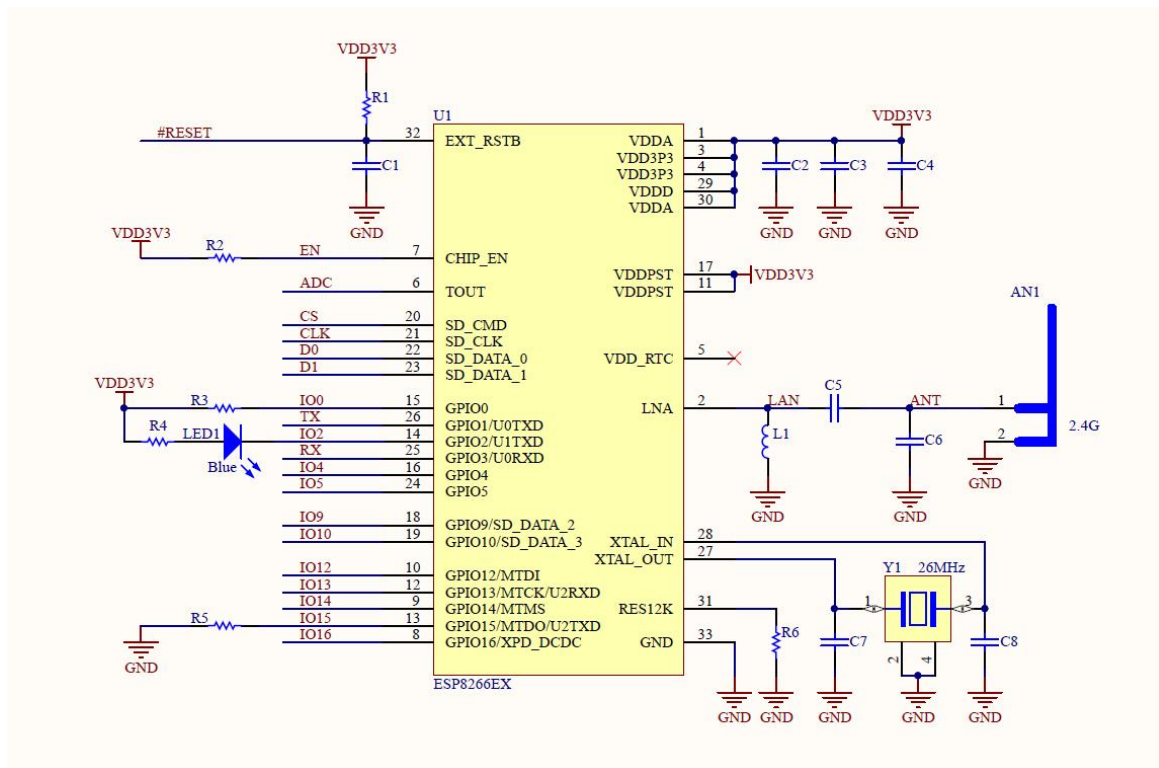 VDD3V3
R1
U1
#RESET
32
EXT_RSTB
C1
GND
VDD3V3
R2
EN
7
CHIP_EN
ADC
6
TOUT
CS
20
SD_CMD
CLK
21
SD_CLK
D0
22
SD_DATA_0
D1
23
SD_DATA_1
VDD3V3
R3
IO0
15
GPIO0
TX
26
GPIO1/U0TXD
R4
LED1
IO2
14
GPIO2/U1TXD
Blue
RX
25
GPIO3/U0RXD
IO4
16
GPIO4
IO5
24
GPIO5
IO9
18
GPIO9/SD_DATA_2
IO10
19
GPIO10/SD_DATA_3
IO12
10
GPIO12/MTDI
IO13
12
GPIO13/MTCK/U2RXD
IO14
9
GPIO14/MTMS
R5
IO15
13
GPIO15/MTDO/U2TXD
IO16
8
GPIO16/XPD_DCDC
GND
ESP8266EX
VDDA
1
VDD3P3
3
VDD3P3
4
VDDD
29
VDDA
30
VDD3V3
C2
C3
C4
GND
GND
GND
VDDPST
17
VDD3V3
VDDPST
11
VDD_RTC
5
LNA
2
LAN
C5
ANT
L1
C6
GND
GND
AN1
1
2
2.4G
GND
XTAL_IN
28
XTAL_OUT
27
Y1
26MHz
1
3
2
4
C7
C8
RES12K
31
R6
GND
33
GND
GND
GND
GND
GND